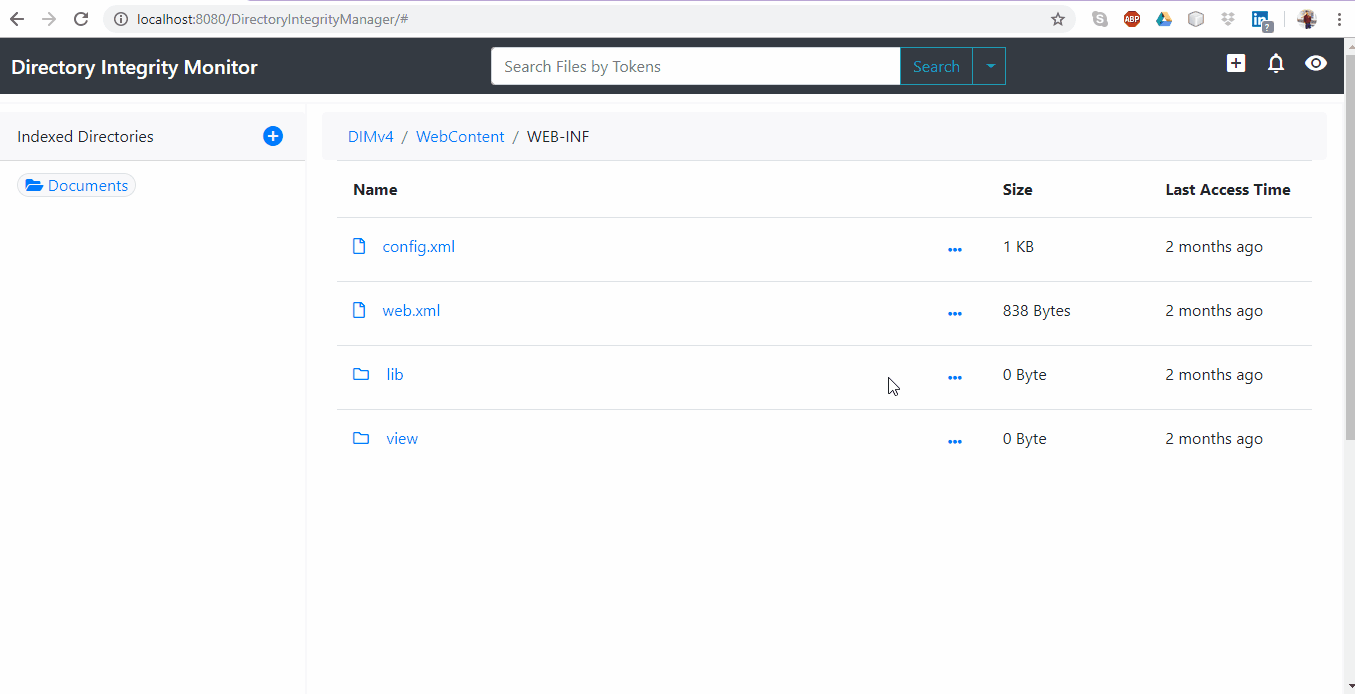 localhost:8080/DirectoryIntegrityManager/#
ABP
in
?
Directory Integrity Monitor
Search Files by Tokens
Search
Indexed Directories
Documents
DIMv4 / WebContent / WEB-INF
Name Size Last Access Time
config.xml ... 1 KB 2 months ago
web.xml ... 838 Bytes 2 months ago
lib ... 0 Byte 2 months ago
view ... 0 Byte 2 months ago